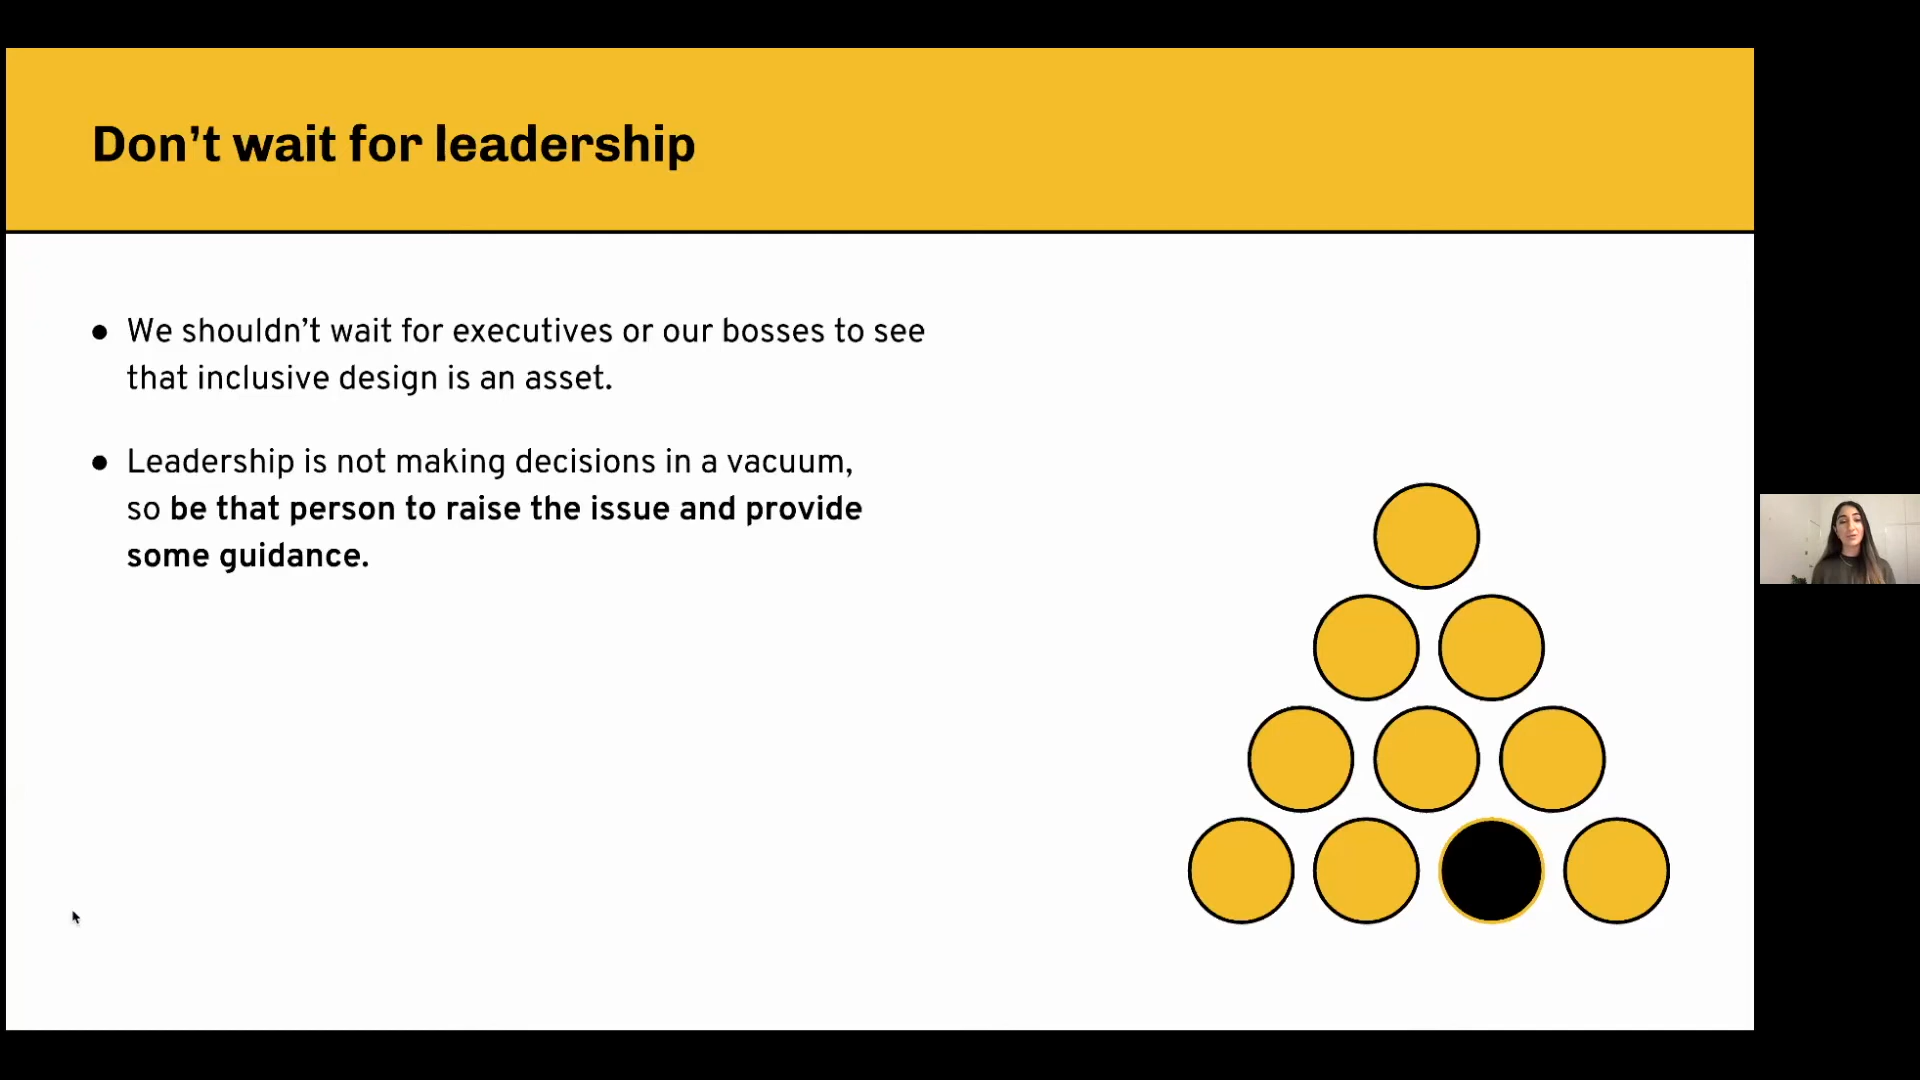 Don’t wait for leadership
● We shouldn’t wait for executives or our bosses to see
that inclusive design is an asset.
● Leadership is not making decisions in a vacuum,
so be that person to raise the issue and provide
some guidance.